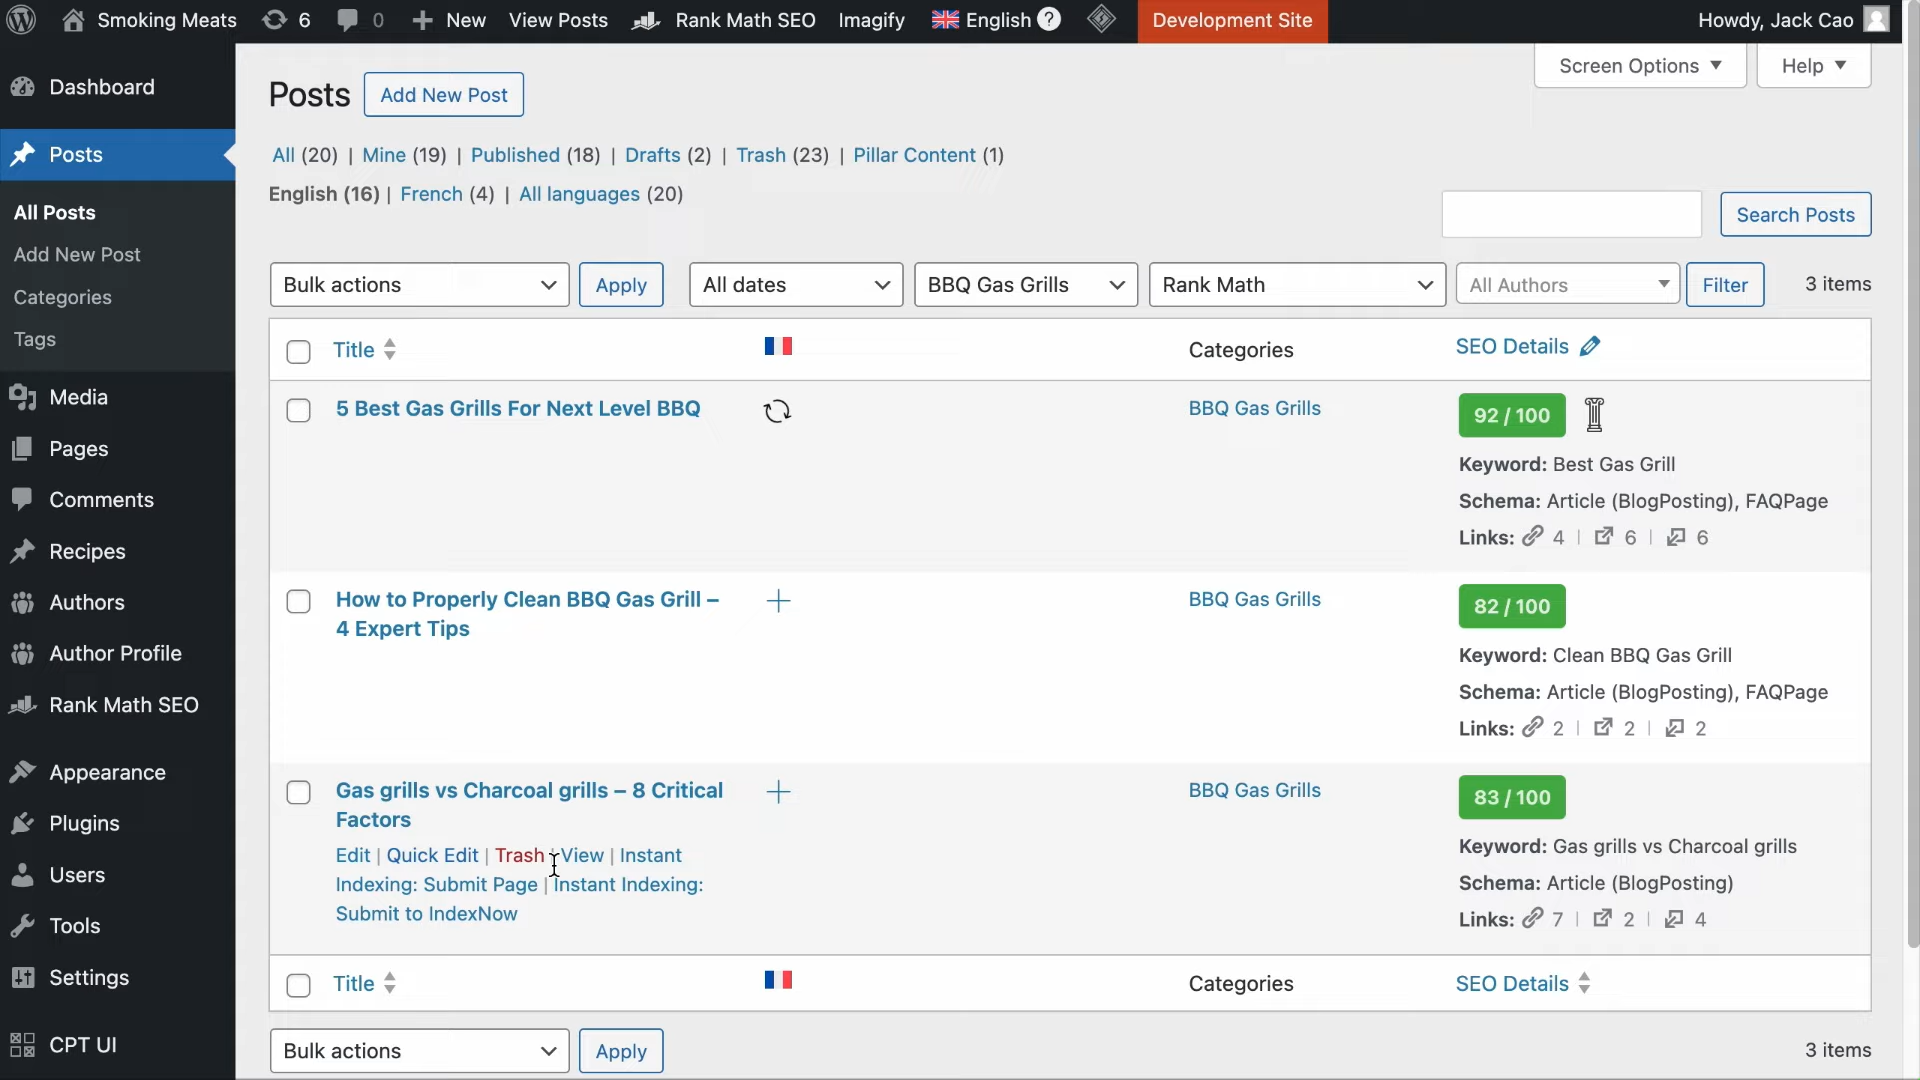 Smoking Meats 6 0 New View Posts Rank Math SEO Imagify English ? Development Site Howdy, Jack Cao
Dashboard
Posts
All Posts
Add New Post
Categories
Tags
Media
Pages
Comments
Recipes
Authors
Author Profile
Rank Math SEO
Appearance
Plugins
Users
Tools
Settings
CPT UI
Screen Options Help
Posts Add New Post
All (20) | Mine (19) | Published (18) | Drafts (2) | Trash (23) | Pillar Content (1)
English (16) | French (4) | All languages (20)
Search Posts
Bulk actions Apply All dates BBQ Gas Grills Rank Math All Authors Filter 3 items
Title Categories SEO Details
5 Best Gas Grills For Next Level BBQ BBQ Gas Grills 92 / 100
Keyword: Best Gas Grill
Schema: Article (BlogPosting), FAQPage
Links: 4 | 6 | 6
How to Properly Clean BBQ Gas Grill – BBQ Gas Grills 82 / 100
4 Expert Tips
Keyword: Clean BBQ Gas Grill
Schema: Article (BlogPosting), FAQPage
Links: 2 | 2 | 2
Gas grills vs Charcoal grills – 8 Critical BBQ Gas Grills 83 / 100
Factors
Edit | Quick Edit | Trash | View | Instant
Indexing: Submit Page | Instant Indexing:
Submit to IndexNow
Keyword: Gas grills vs Charcoal grills
Schema: Article (BlogPosting)
Links: 7 | 2 | 4
Title Categories SEO Details
Bulk actions Apply 3 items